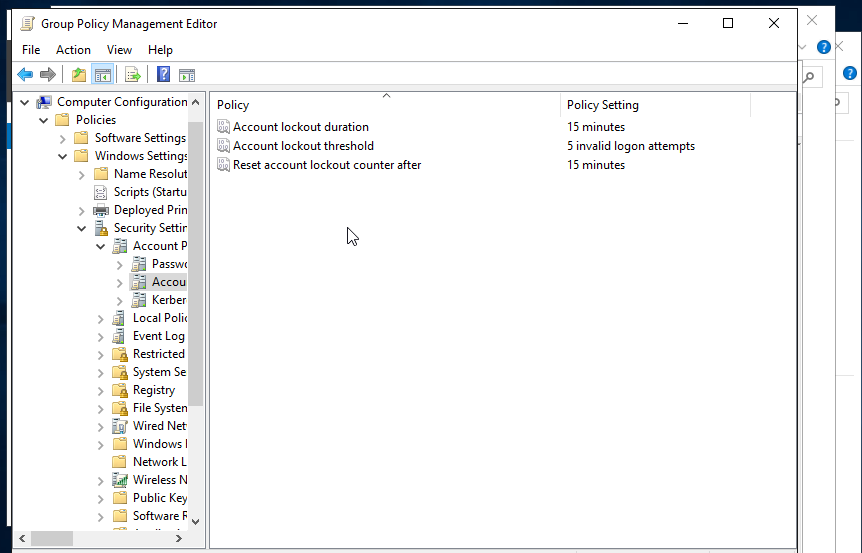 Group Policy Management Editor
File Action View Help
Policy Policy Setting
Account lockout duration 15 minutes
Account lockout threshold 5 invalid logon attempts
Reset account lockout counter after 15 minutes
Computer Configuration
Policies
Software Settings
Windows Settings
Name Resolut
Scripts (Startu
Deployed Prin
Security Settin
Account P
Passwo
Accou
Kerber
Local Polic
Event Log
Restricted
System Se
Registry
File System
Wired Net
Windows
Network L
Wireless N
Public Key
Software R